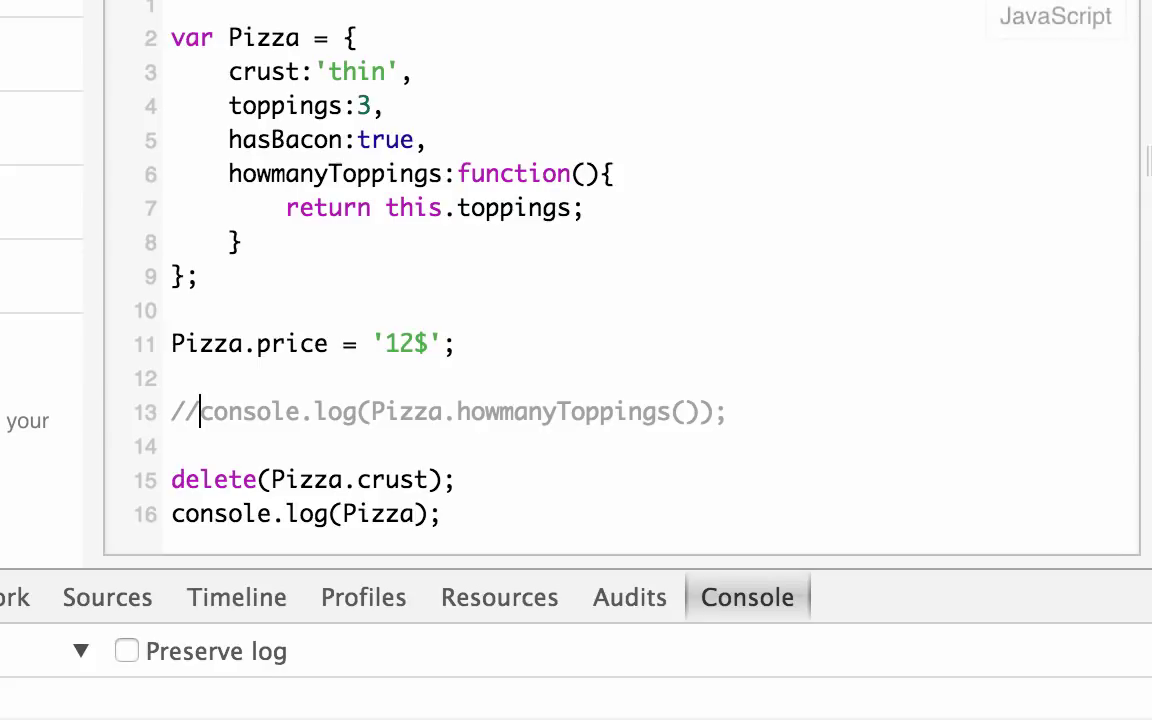 JavaScript
1
2 var Pizza = {
3 crust:'thin',
4 toppings:3,
5 hasBacon:true,
6 howmanyToppings:function(){
7 return this.toppings;
8 }
9 };
10
11 Pizza.price = '12$';
12
your
13 //console.log(Pizza.howmanyToppings());
14
15 delete(Pizza.crust);
16 console.log(Pizza);
ork Sources Timeline Profiles Resources Audits Console
Preserve log